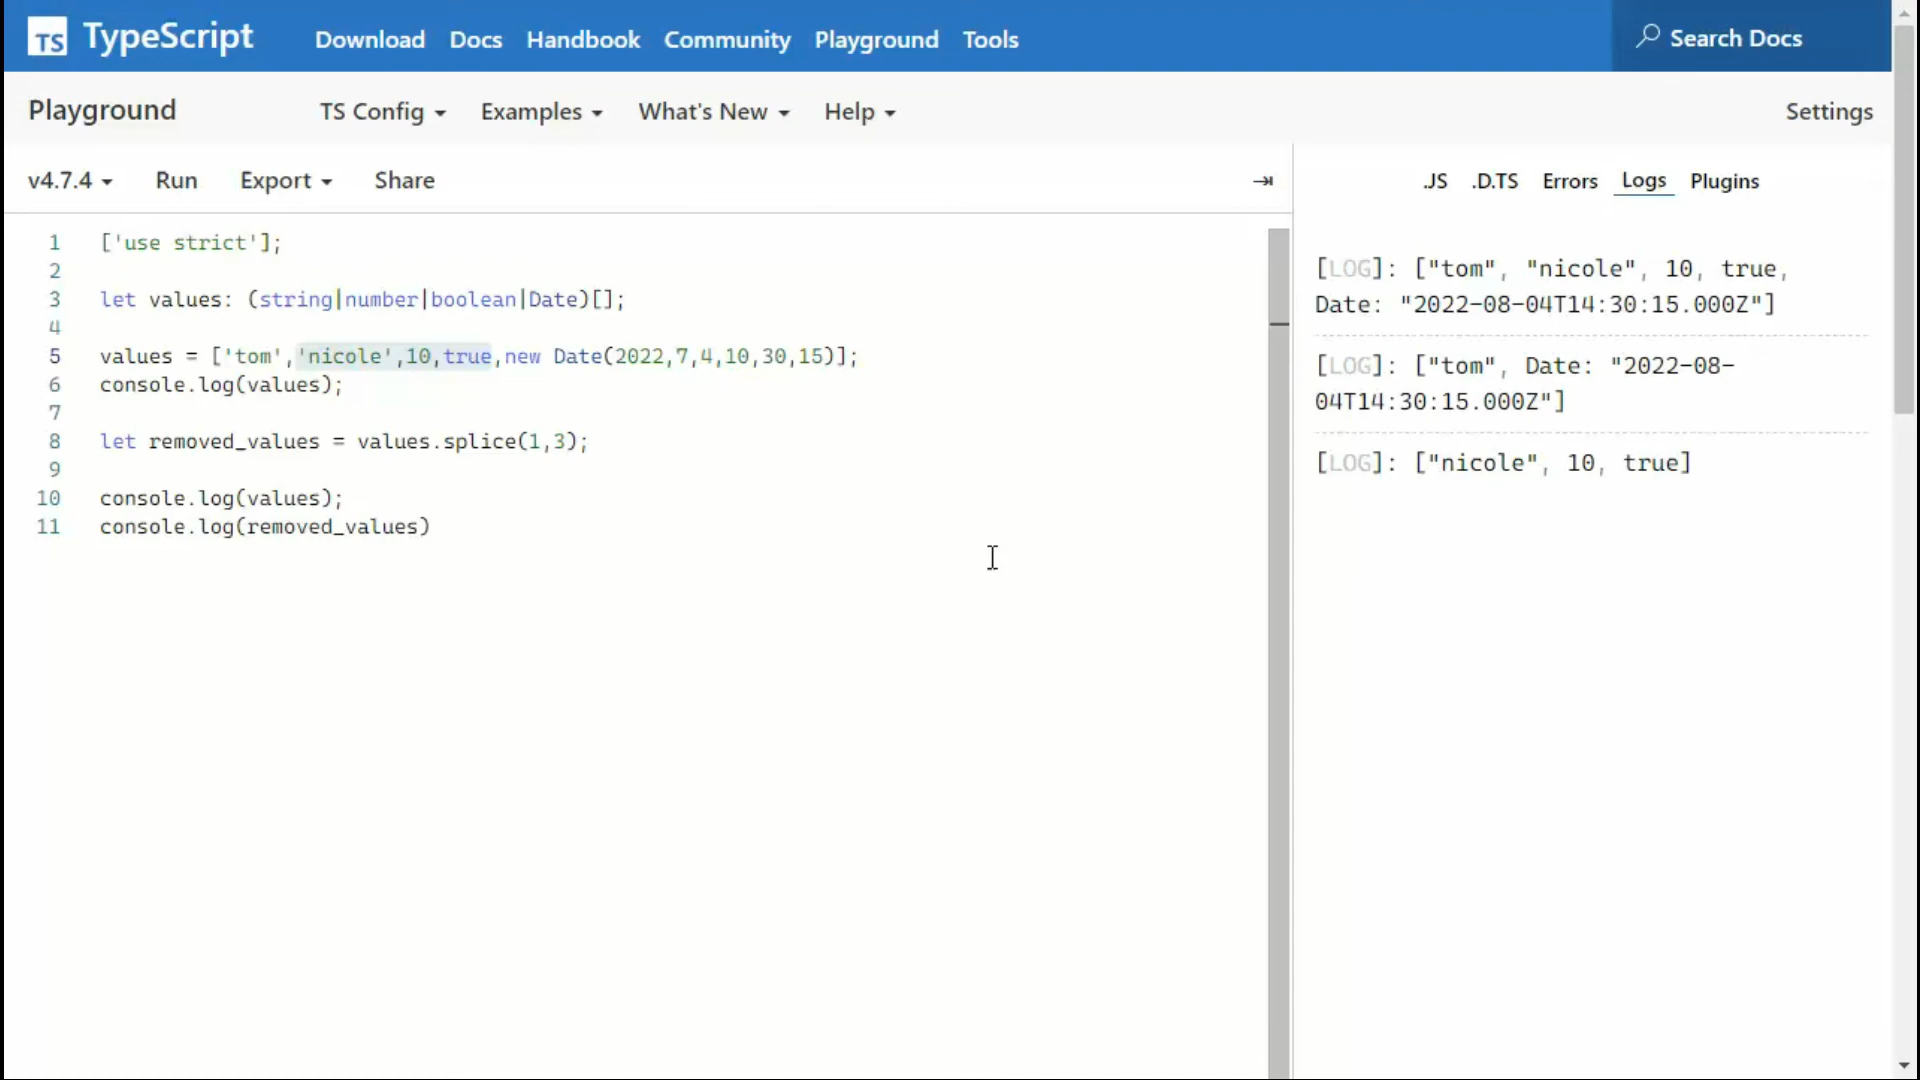 TS TypeScript Download Docs Handbook Community Playground Tools Search Docs
Playground TS Config Examples What's New Help Settings
v4.7.4 Run Export Share .JS .D.TS Errors Logs Plugins
1 ['use strict'];
2
3 let values: (string|number|boolean|Date)[];
4
5 values = ['tom','nicole',10,true,new Date(2022,7,4,10,30,15)];
6 console.log(values);
7
8 let removed_values = values.splice(1,3);
9
10 console.log(values);
11 console.log(removed_values)
[LOG]: ["tom", "nicole", 10, true,
Date: "2022-08-04T14:30:15.000Z"]
[LOG]: ["tom", Date: "2022-08-
04T14:30:15.000Z"]
[LOG]: ["nicole", 10, true]